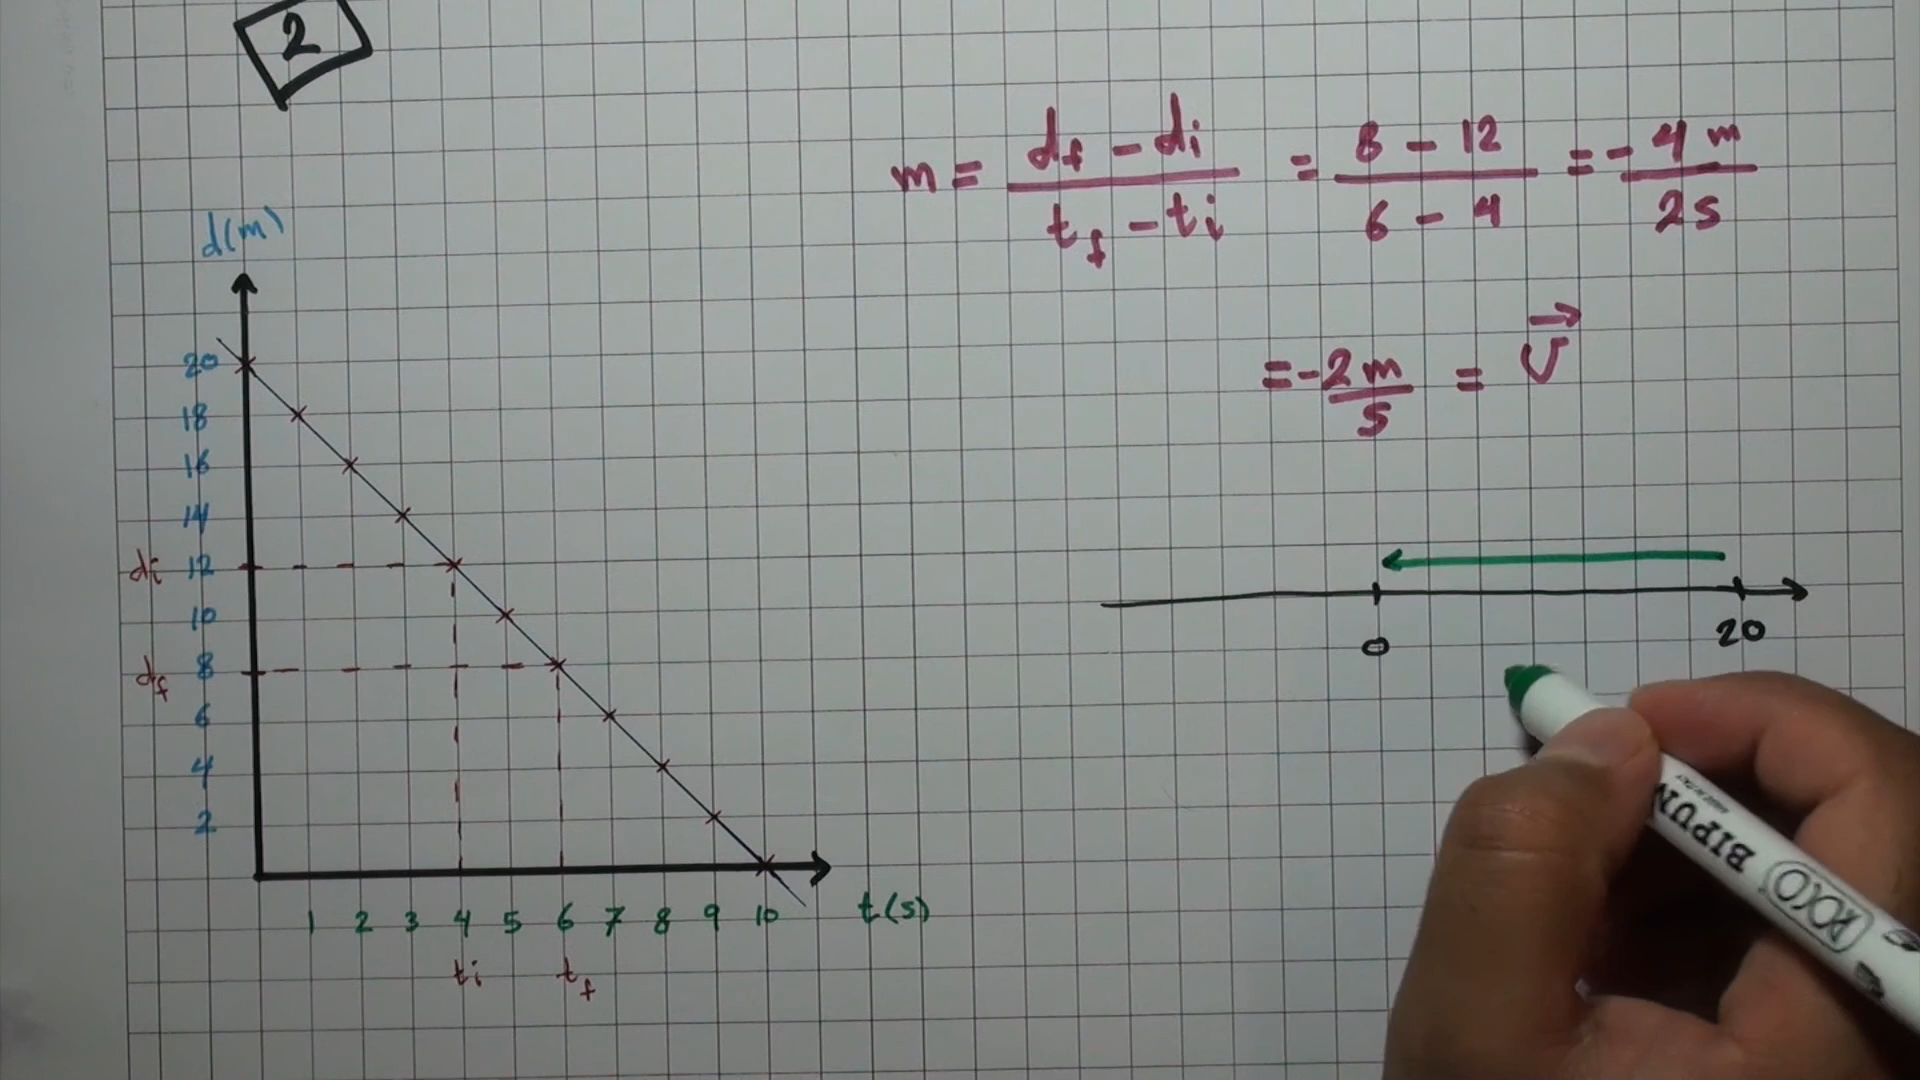 2
m = df - di / tf - ti = 8 - 12 / 6 - 4 = - 4 m / 2 s
= - 2 m / s = v⃗
d(m)
20
18
16
14
di 12
10
df 8
6
4
2
1 2 3 4 5 6 7 8 9 10 t(s)
ti tf
0 20
ROXO BIPUN